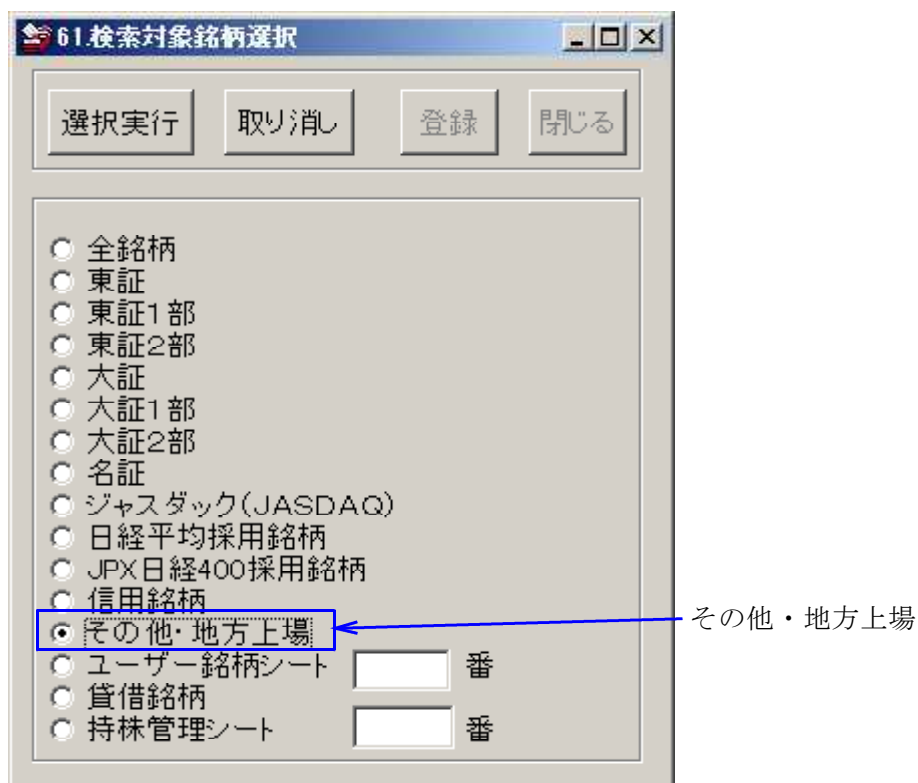 61.検索対象銘柄選択
選択実行 取り消し 登録 閉じる
全銘柄
東証
東証1部
東証2部
大証
大証1部
大証2部
名証
ジャスダック(JASDAQ)
日経平均採用銘柄
JPX日経400採用銘柄
信用銘柄
その他・地方上場
その他・地方上場
ユーザー銘柄シート 番
貸借銘柄
持株管理シート 番